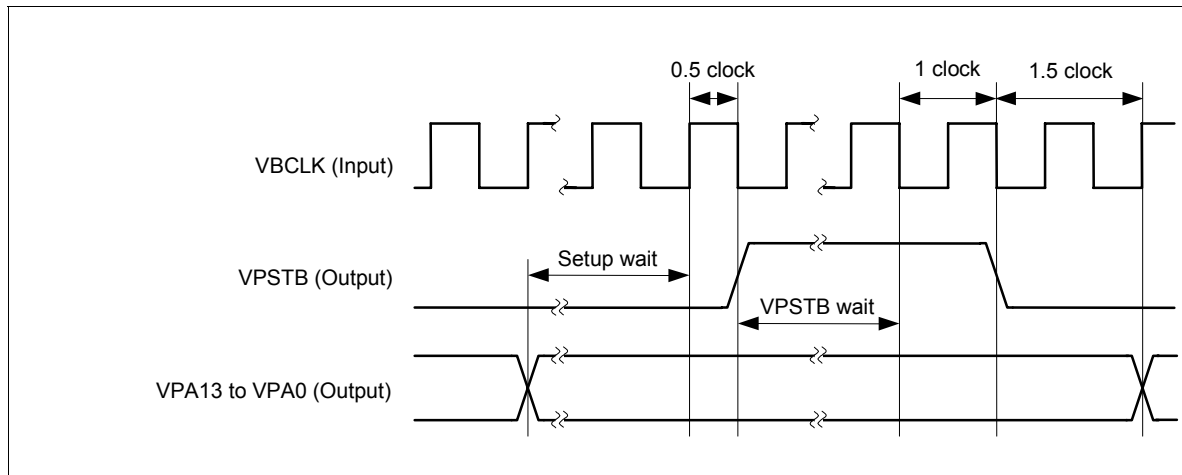 0.5 clock
1 clock
1.5 clock
VBCLK (Input)
VPSTB (Output)
Setup wait
VPSTB wait
VPA13 to VPA0 (Output)